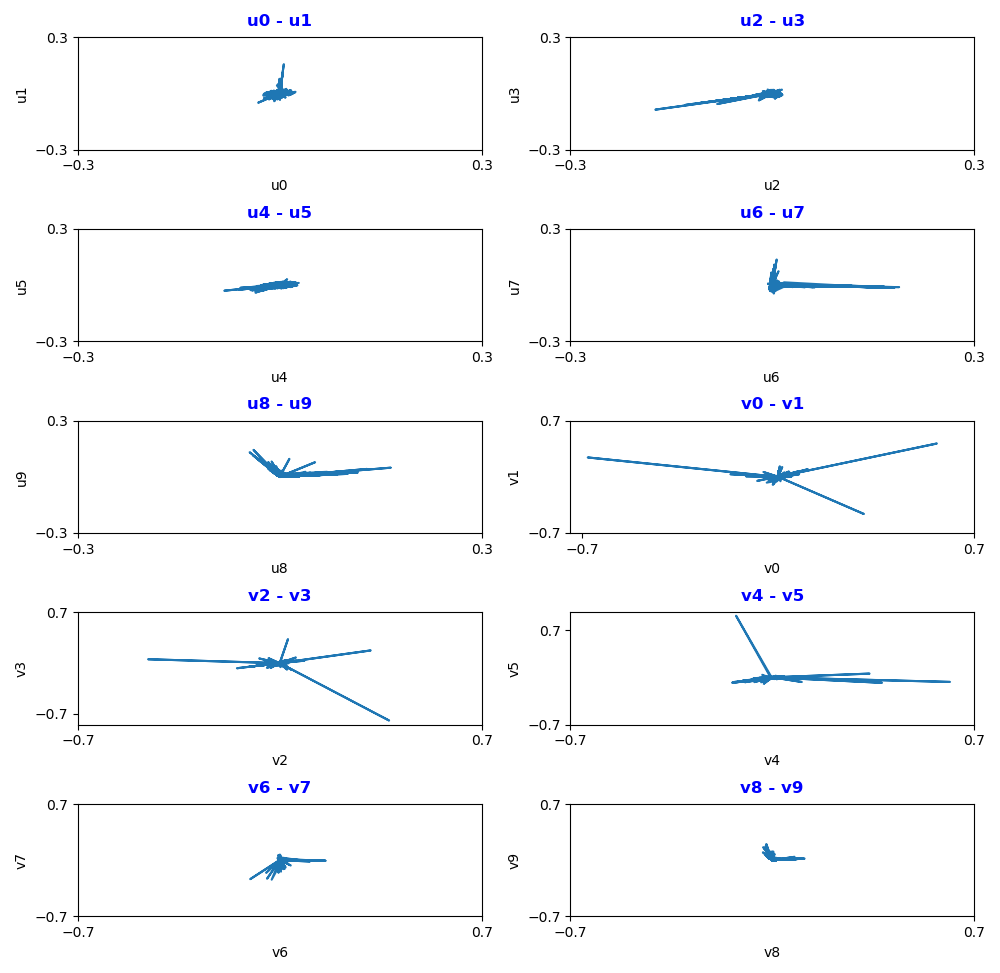 u0 - u1
u2 - u3
0.3
u1
-0.3
−0.3
0.3
u0
0.3
u3
−0.3
−0.3
0.3
u2
u4 - u5
u6 - u7
0.3
u5
−0.3
−0.3
0.3
u4
0.3
u7
−0.3
−0.3
0.3
u6
u8 - u9
v0 - v1
0.3
u9
−0.3
−0.3
0.3
u8
0.7
v1
−0.7
−0.7
0.7
v0
v2 - v3
v4 - v5
0.7
v3
−0.7
−0.7
0.7
v2
0.7
v5
−0.7
−0.7
0.7
v4
v6 - v7
v8 - v9
0.7
v7
−0.7
−0.7
0.7
v6
0.7
v9
−0.7
−0.7
0.7
v8